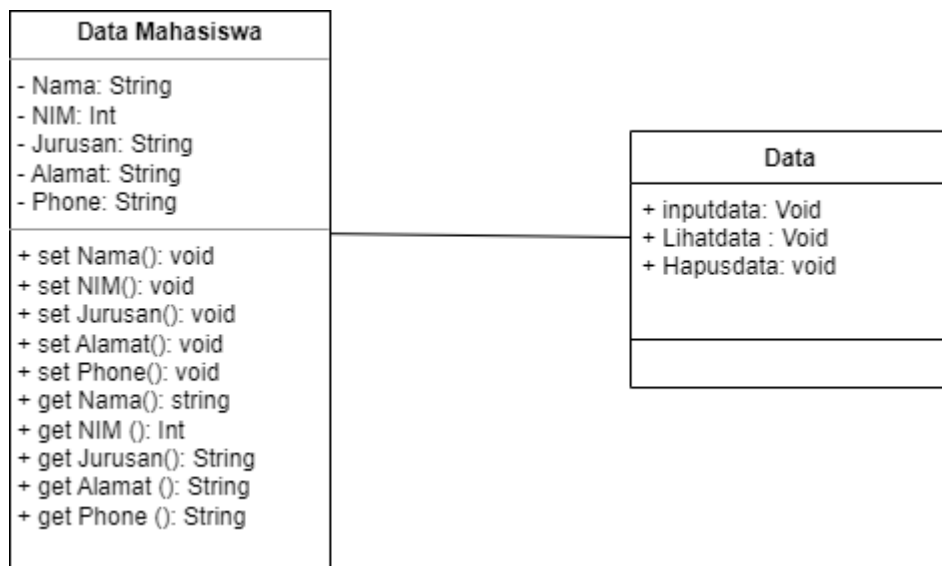 Data Mahasiswa
- Nama: String
- NIM: Int
- Jurusan: String
- Alamat: String
- Phone: String
+ set Nama(): void
+ set NIM(): void
+ set Jurusan(): void
+ set Alamat(): void
+ set Phone(): void
+ get Nama(): string
+ get NIM (): Int
+ get Jurusan(): String
+ get Alamat (): String
+ get Phone (): String
Data
+ inputdata: Void
+ Lihatdata : Void
+ Hapusdata: void